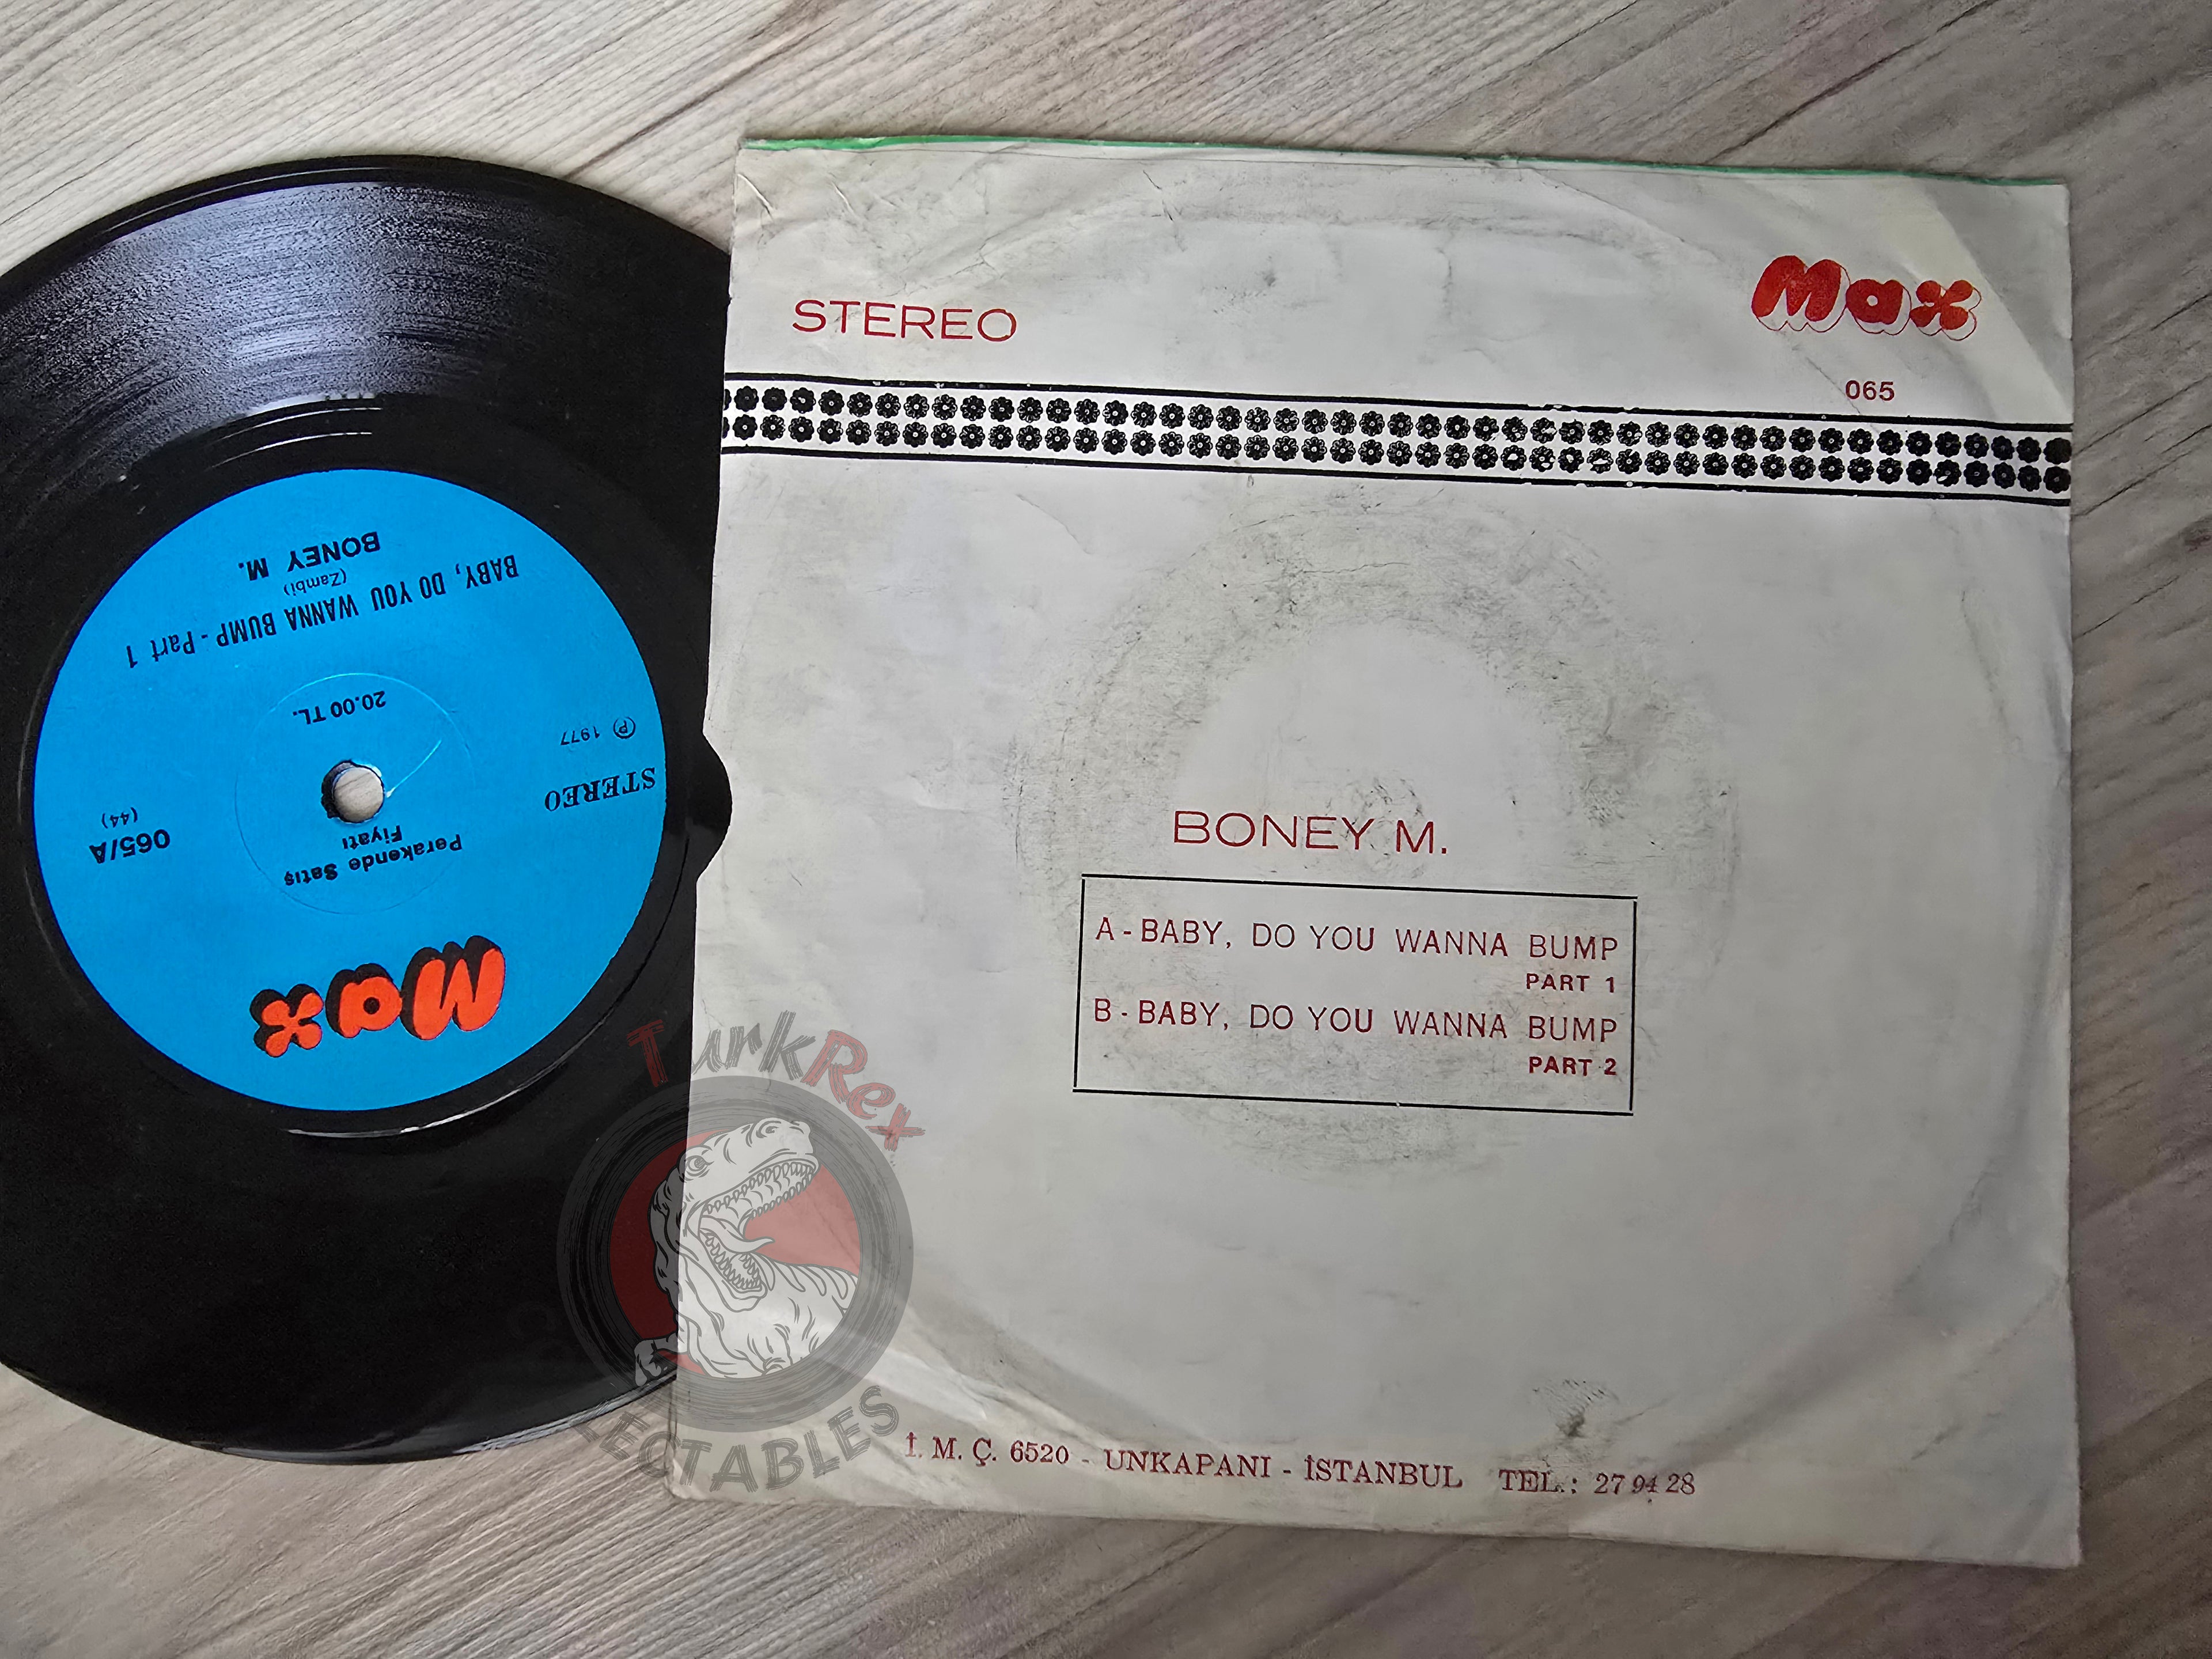 STEREO
Max
065
BONEY M.
A - BABY, DO YOU WANNA BUMP
PART 1
B - BABY, DO YOU WANNA BUMP
PART 2
İ. M. Ç. 6520 - UNKAPANI - İSTANBUL TEL.: 27 94 28
Max
Perakende Satış
Fiyatı
065/A
(44)
STEREO
℗ 1977
20.00 TL.
BABY, DO YOU WANNA BUMP - Part 1
(Zambi)
BONEY M.
TurkRex